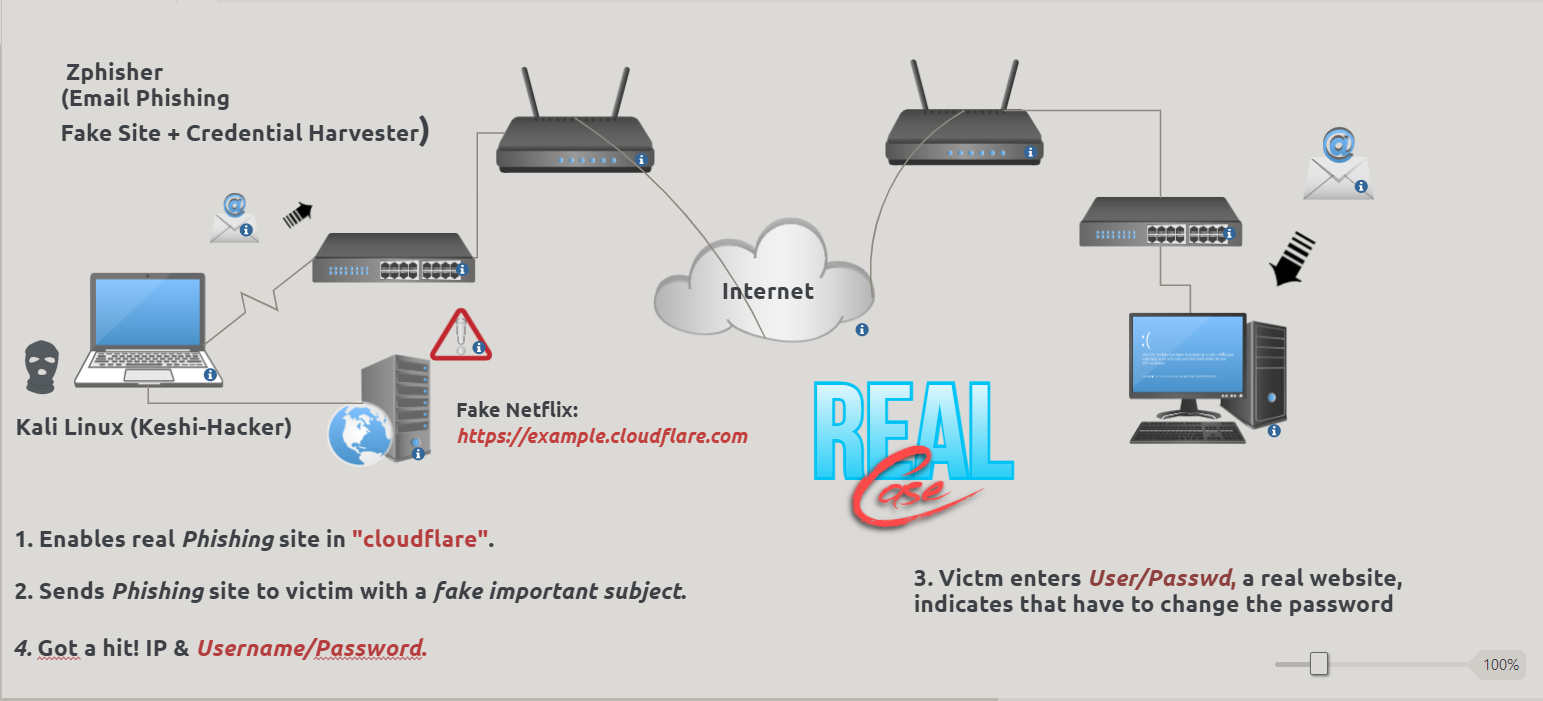 Zphisher
(Email Phishing
Fake Site + Credential Harvester)
@
@
Internet
:(
Kali Linux (Keshi-Hacker)
Fake Netflix:
https://example.cloudflare.com
REAL
Case
1. Enables real Phishing site in "cloudflare".
2. Sends Phishing site to victim with a fake important subject.
4. Got a hit! IP & Username/Password.
3. Victm enters User/Passwd, a real website,
indicates that have to change the password
100%